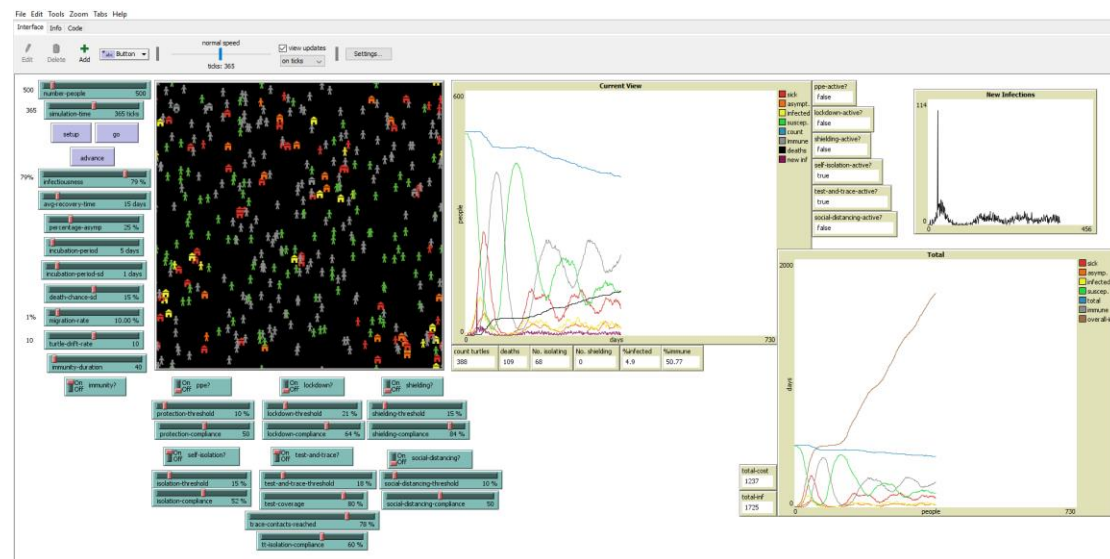 File Edit Tools Zoom Tabs Help
Interface Info Code
Edit Delete Add abc Button normal speed ticks: 365 view updates on ticks Settings...
500 number-people 500
365 simulation-time 365 ticks
setup go
advance
79% infectiousness 79 %
avg-recovery-time 15 days
percentage-asymp 25 %
incubation-period 5 days
incubation-period-sd 1 days
death-chance-sd 15 %
1% migration-rate 10.00 %
10 turtle-drift-rate 10
immunity-duration 40
On Off immunity?
Current View
600
people
0
0 days 730
sick
asympt.
infected
suscep.
count
immune
deaths
new inf
ppe-active?
false
lockdown-active?
false
shielding-active?
false
self-isolation-active?
true
test-and-trace-active?
true
social-distancing-active?
false
New Infections
114
0
0 456
count turtles deaths No. isolating No. shielding %infected %immune
388 109 68 0 4.9 50.77
On Off ppe? On Off lockdown? On Off shielding?
protection-threshold 10 % lockdown-threshold 21 % shielding-threshold 15 %
protection-compliance 50 lockdown-compliance 64 % shielding-compliance 84 %
On Off self-isolation? On Off test-and-trace? On Off social-distancing?
isolation-threshold 15 % test-and-trace-threshold 18 % social-distancing-threshold 10 %
isolation-compliance 52 % test-coverage 80 % social-distancing-compliance 50
trace-contacts-reached 78 %
tt-isolation-compliance 60 %
Total
2000
days
0
0 people 730
sick
asymp.
infected
suscep.
total
immune
total-cost
1237
total-inf
1725